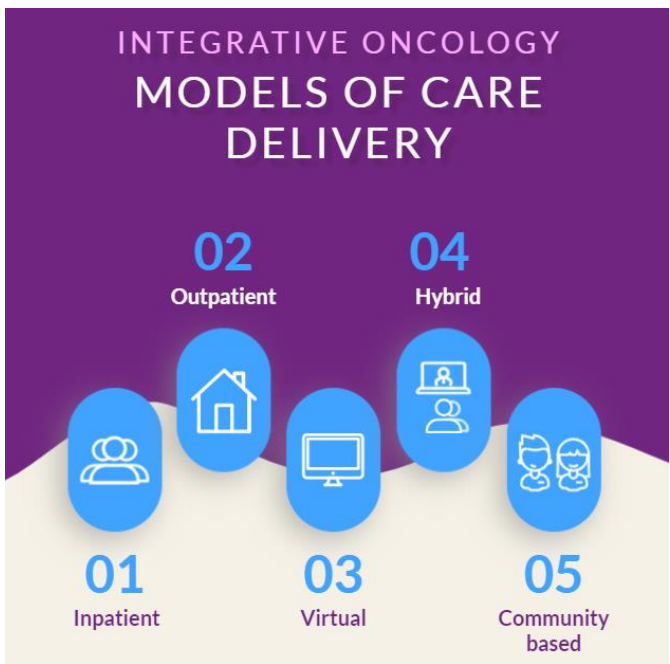 INTEGRATIVE ONCOLOGY
MODELS OF CARE
DELIVERY
01
Inpatient
02
Outpatient
03
Virtual
04
Hybrid
05
Community
based